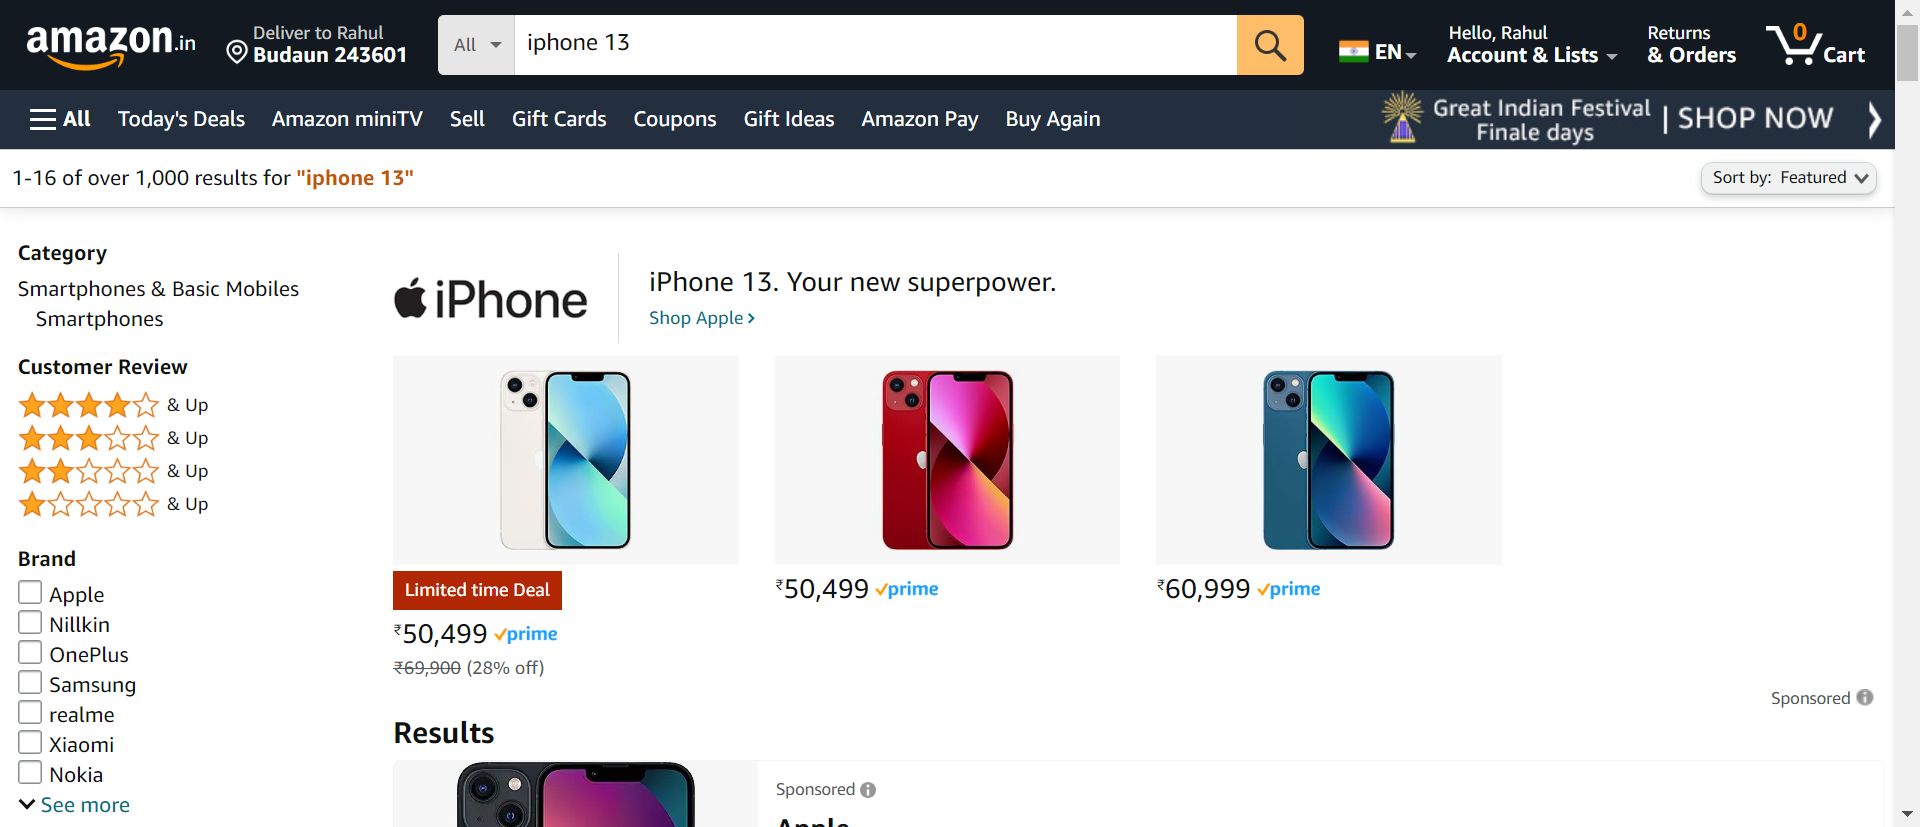 amazon.in
Deliver to Rahul
Budaun 243601
All
iphone 13
EN
Hello, Rahul
Account & Lists
Returns
& Orders
0
Cart
All
Today's Deals
Amazon miniTV
Sell
Gift Cards
Coupons
Gift Ideas
Amazon Pay
Buy Again
Great Indian Festival
Finale days
| SHOP NOW
1-16 of over 1,000 results for "iphone 13"
Sort by: Featured
Category
Smartphones & Basic Mobiles
Smartphones
Customer Review
& Up
& Up
& Up
& Up
Brand
Apple
Nillkin
OnePlus
Samsung
realme
Xiaomi
Nokia
See more
iPhone
iPhone 13. Your new superpower.
Shop Apple
Limited time Deal
₹50,499 prime
₹69,900 (28% off)
₹50,499 prime
₹60,999 prime
Sponsored
Results
Sponsored
Apple